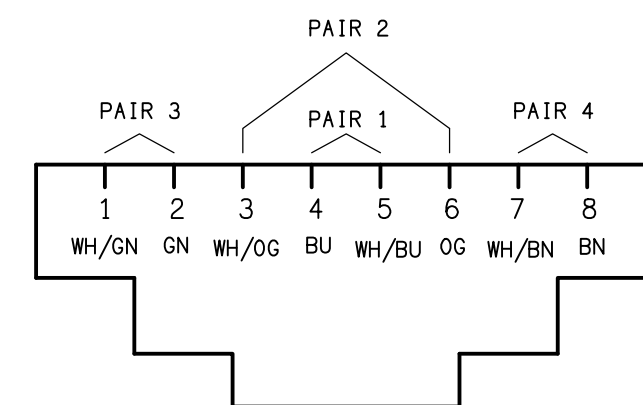 PAIR 2
PAIR 3 PAIR 1 PAIR 4
1 2 3 4 5 6 7 8
WH/GN GN WH/OG BU WH/BU OG WH/BN BN